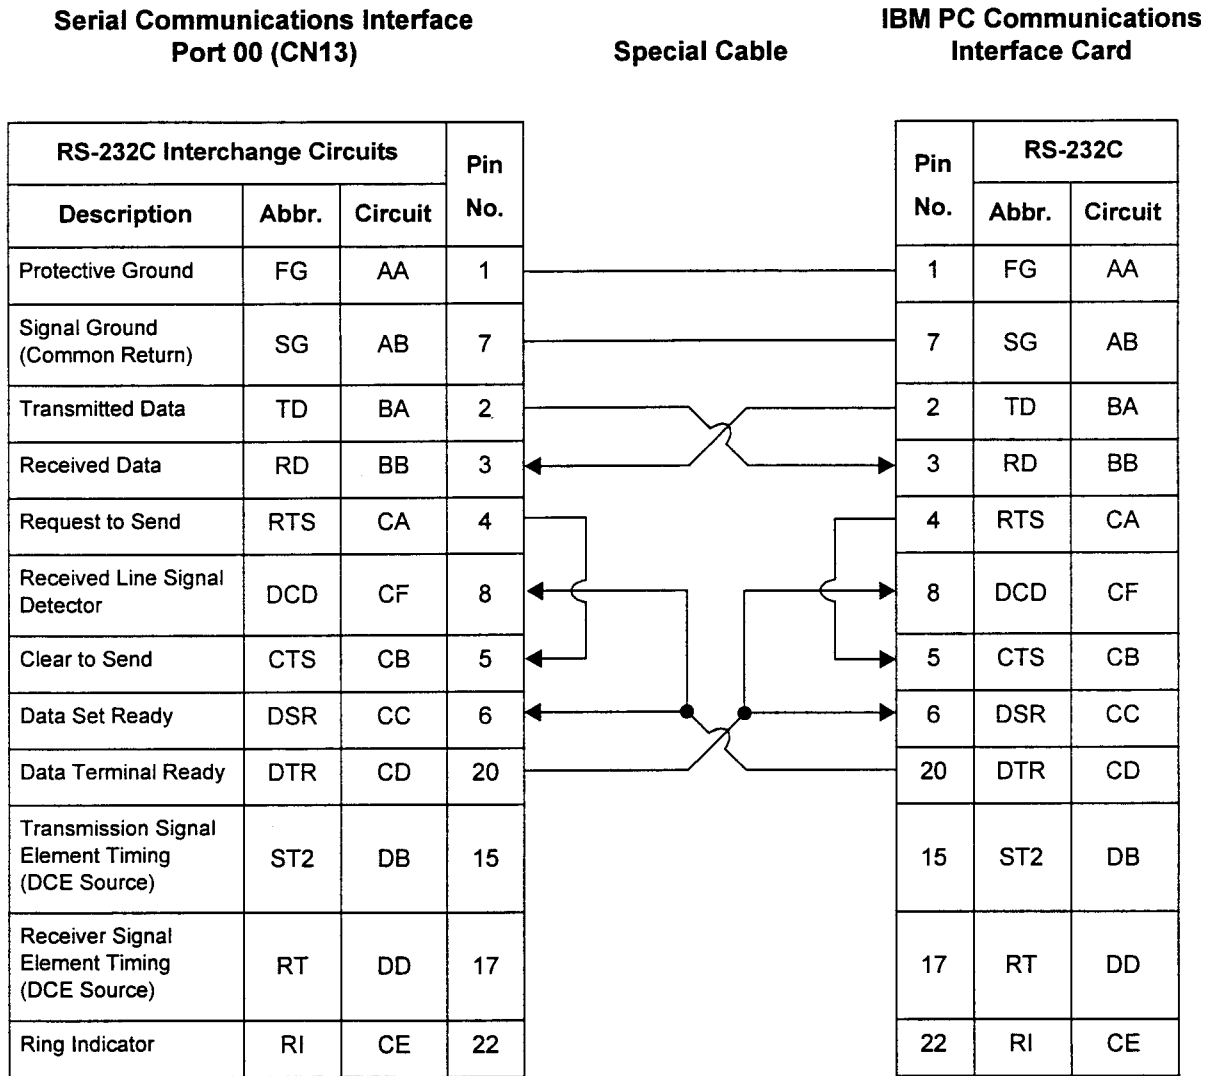 Serial Communications Interface
Port 00 (CN13)
Special Cable
IBM PC Communications
Interface Card
RS-232C Interchange Circuits
Pin
No.
Description Abbr. Circuit
Protective Ground FG AA 1
Signal Ground
(Common Return) SG AB 7
Transmitted Data TD BA 2
Received Data RD BB 3
Request to Send RTS CA 4
Received Line Signal
Detector DCD CF 8
Clear to Send CTS CB 5
Data Set Ready DSR CC 6
Data Terminal Ready DTR CD 20
Transmission Signal
Element Timing
(DCE Source) ST2 DB 15
Receiver Signal
Element Timing
(DCE Source) RT DD 17
Ring Indicator RI CE 22
Pin
No.
RS-232C
Abbr. Circuit
1 FG AA
7 SG AB
2 TD BA
3 RD BB
4 RTS CA
8 DCD CF
5 CTS CB
6 DSR CC
20 DTR CD
15 ST2 DB
17 RT DD
22 RI CE